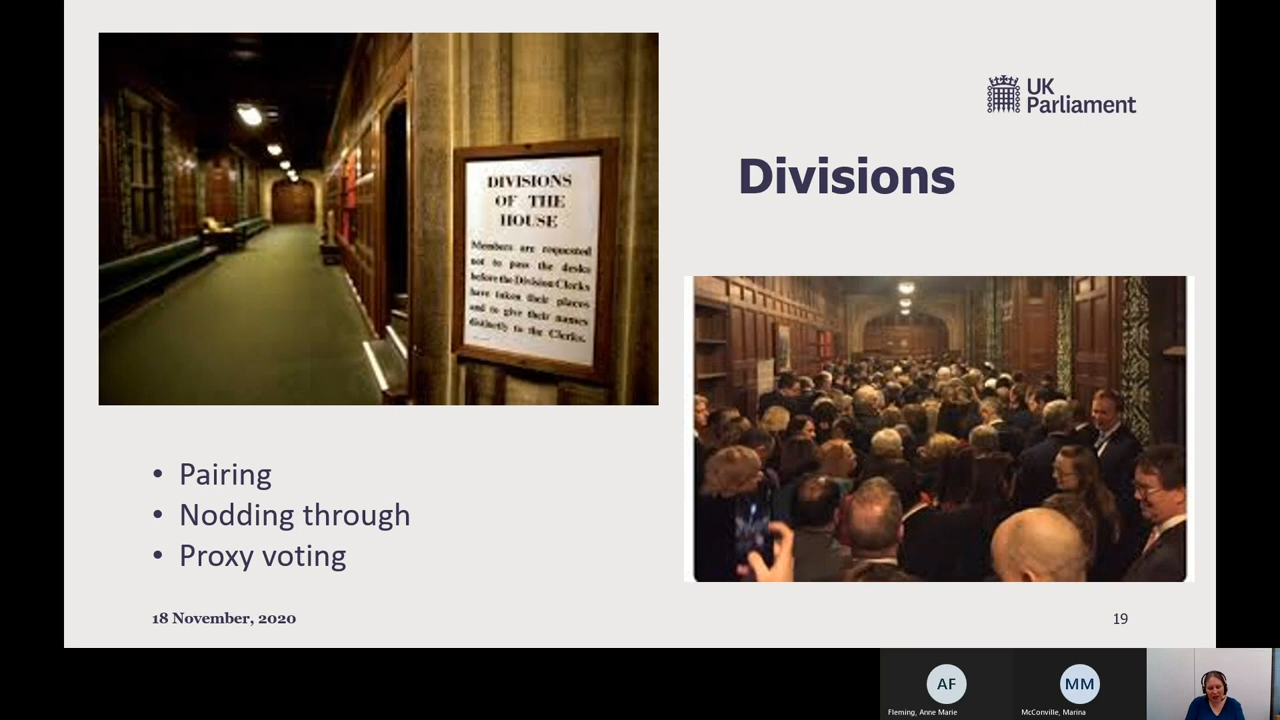 DIVISIONS
OF THE
HOUSE
Members are requested
not to pass the desks
before the Division Clerks
have taken their places
and to give their names
distinctly to the Clerks.
UK
Parliament
Divisions
• Pairing
• Nodding through
• Proxy voting
18 November, 2020
19
AF
Fleming, Anne Marie
MM
McConville, Marina